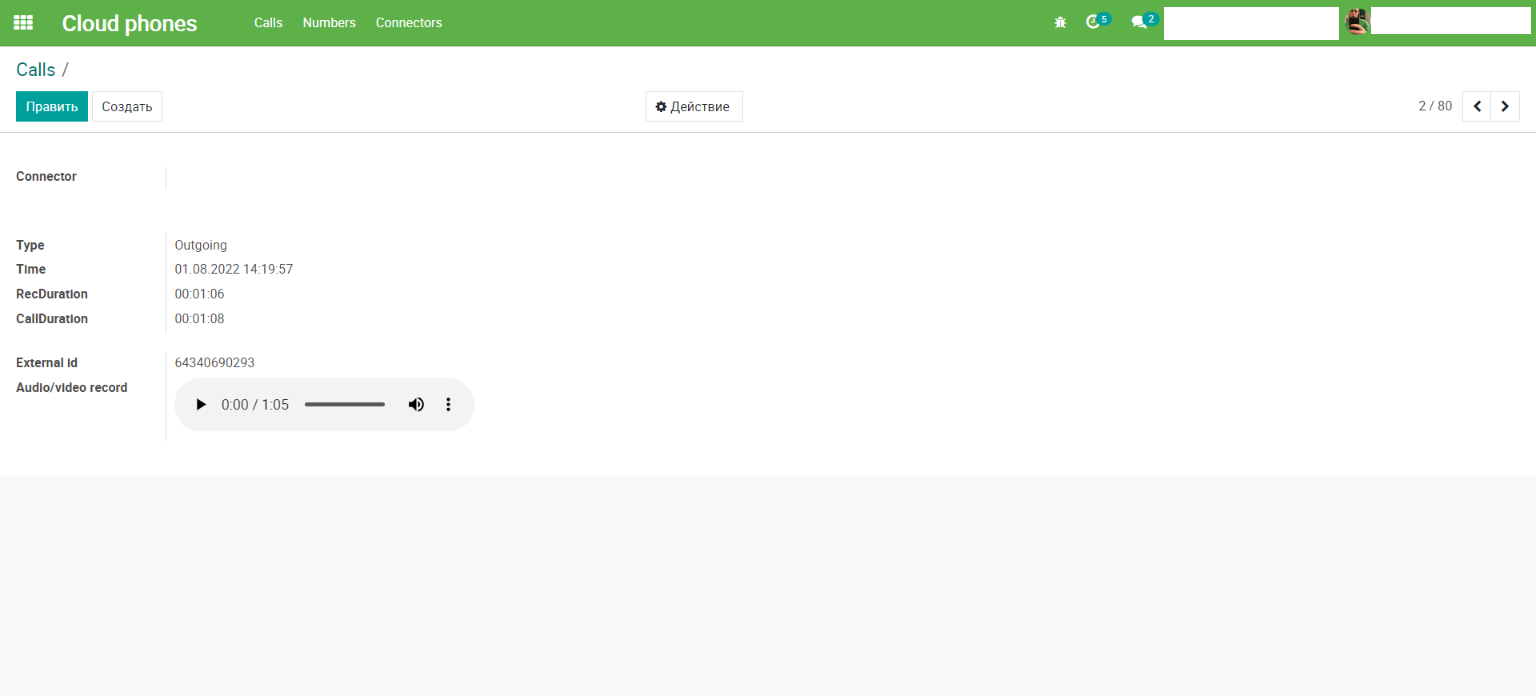 Cloud phones Calls Numbers Connectors 5 2
Calls /
Править Создать Действие 2 / 80
Connector
Type Outgoing
Time 01.08.2022 14:19:57
RecDuration 00:01:06
CallDuration 00:01:08
External id 64340690293
Audio/video record
0:00 / 1:05